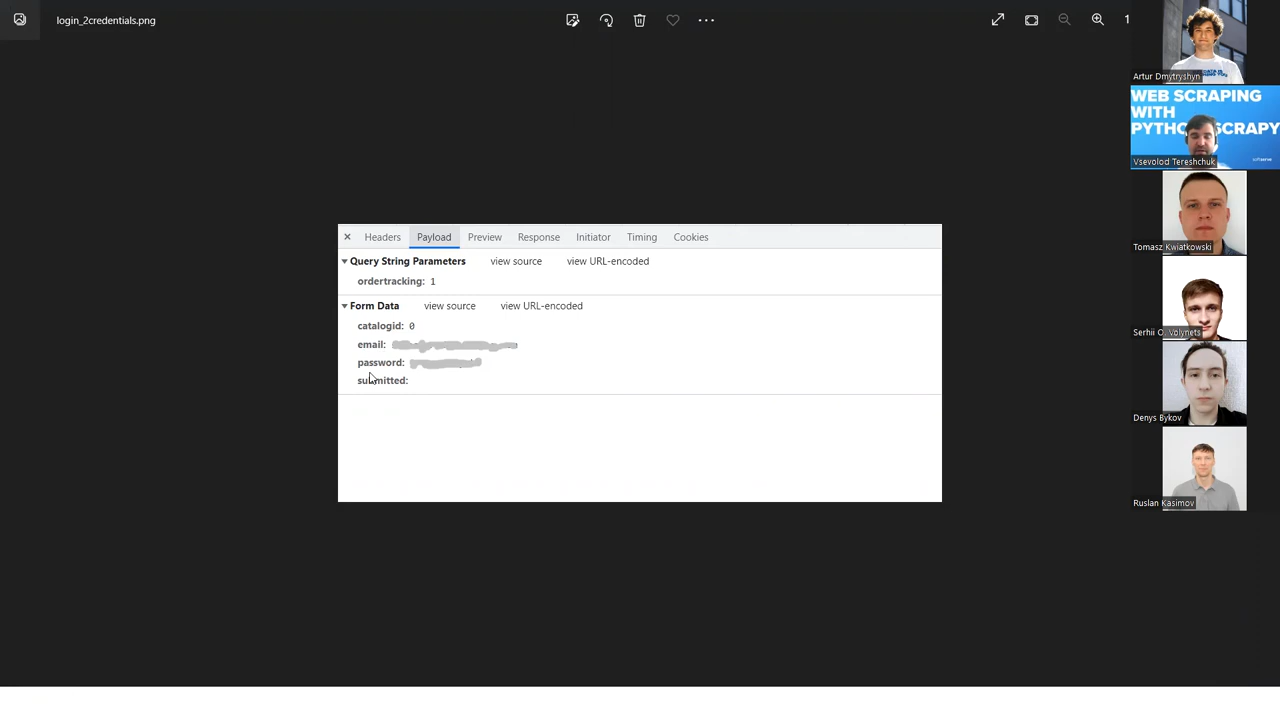 login_2credentials.png
1
Headers Payload Preview Response Initiator Timing Cookies
Query String Parameters view source view URL-encoded
ordertracking: 1
Form Data view source view URL-encoded
catalogid: 0
email:
password:
submitted:
Artur Dmytryshyn
WEB SCRAPING
WITH
PYTHON SCRAPY
softserve
Vsevolod Tereshchuk
Tomasz Kwiatkowski
Serhii O. Volynets
Denys Bykov
Ruslan Kasimov